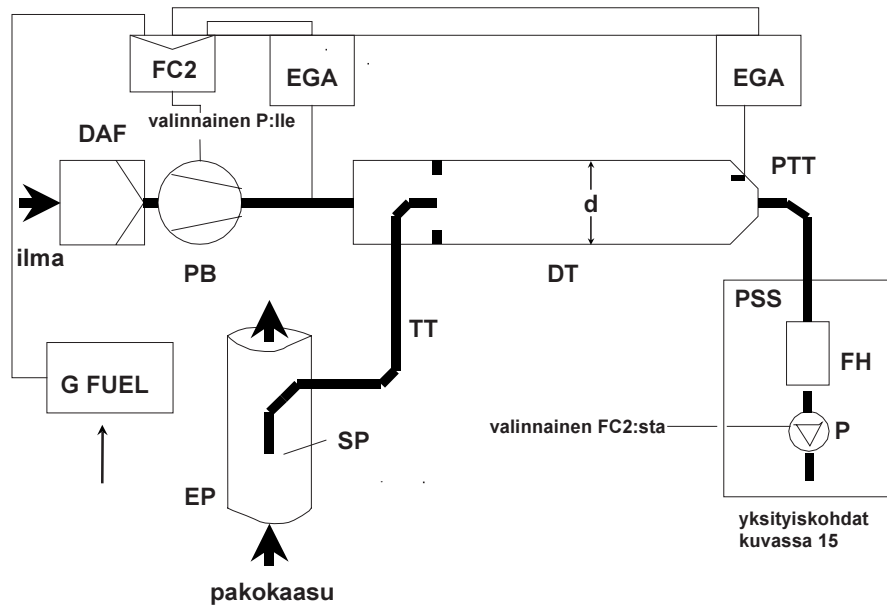 FC2
EGA
EGA
valinnainen P:lle
DAF
PTT
d
ilma
PB
DT
PSS
TT
FH
G FUEL
valinnainen FC2:sta
P
SP
EP
yksityiskohdat
kuvassa 15
pakokaasu